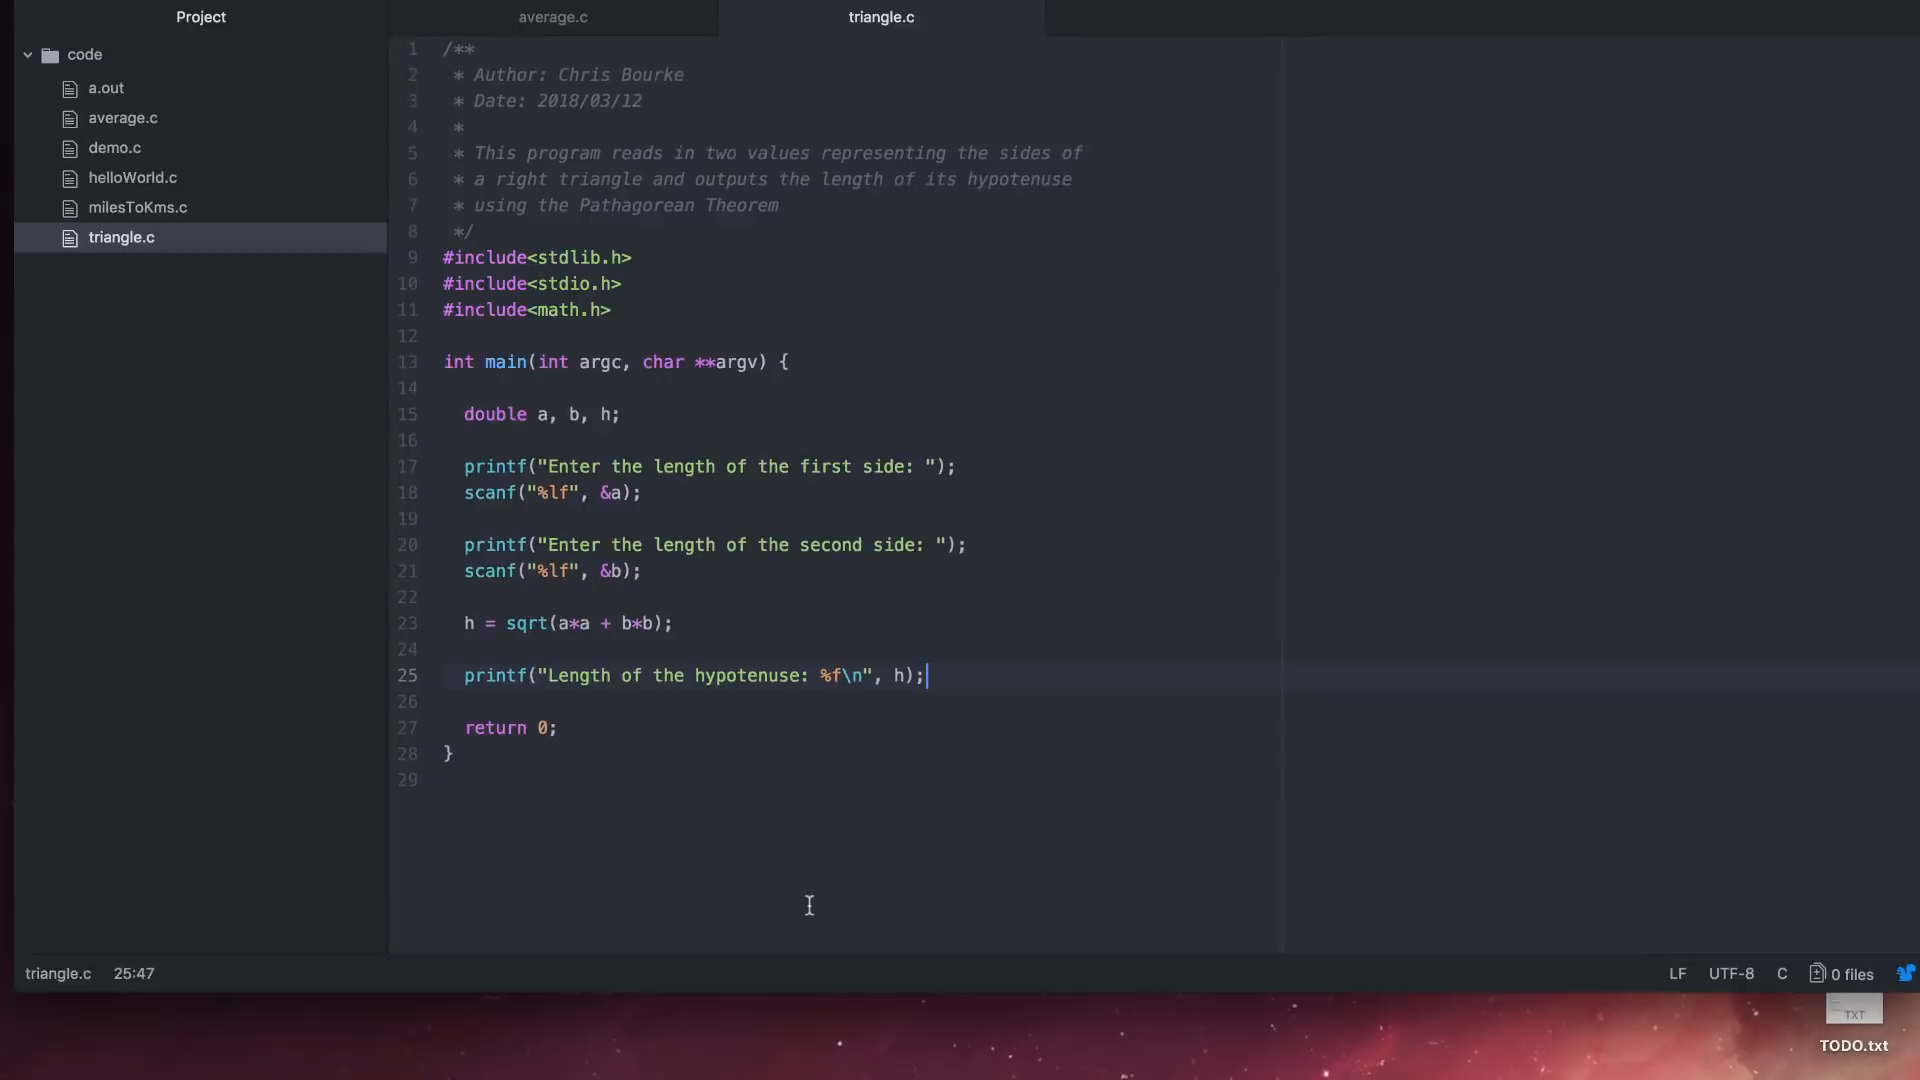 Project
average.c
triangle.c
code
a.out
average.c
demo.c
helloWorld.c
milesToKms.c
triangle.c
1 /**
2 * Author: Chris Bourke
3 * Date: 2018/03/12
4 *
5 * This program reads in two values representing the sides of
6 * a right triangle and outputs the length of its hypotenuse
7 * using the Pathagorean Theorem
8 */
9 #include<stdlib.h>
10 #include<stdio.h>
11 #include<math.h>
12
13 int main(int argc, char **argv) {
14
15 double a, b, h;
16
17 printf("Enter the length of the first side: ");
18 scanf("%lf", &a);
19
20 printf("Enter the length of the second side: ");
21 scanf("%lf", &b);
22
23 h = sqrt(a*a + b*b);
24
25 printf("Length of the hypotenuse: %f\n", h);
26
27 return 0;
28 }
29
triangle.c 25:47 LF UTF-8 C 0 files
TXT
TODO.txt